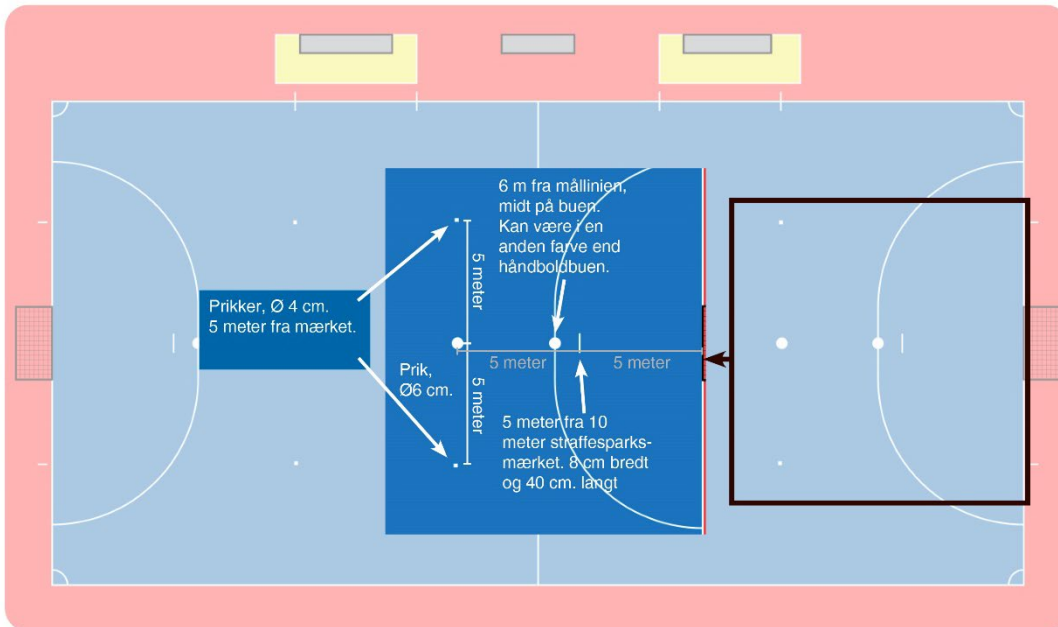 6 m fra mållinien,
midt på buen.
Kan være i en
anden farve end
håndboldbuen.
5 meter
Prikker, Ø 4 cm.
5 meter fra mærket.
5 meter
5 meter
Prik,
Ø6 cm.
5 meter
5 meter fra 10
meter straffesparks-
mærket. 8 cm bredt
og 40 cm. langt